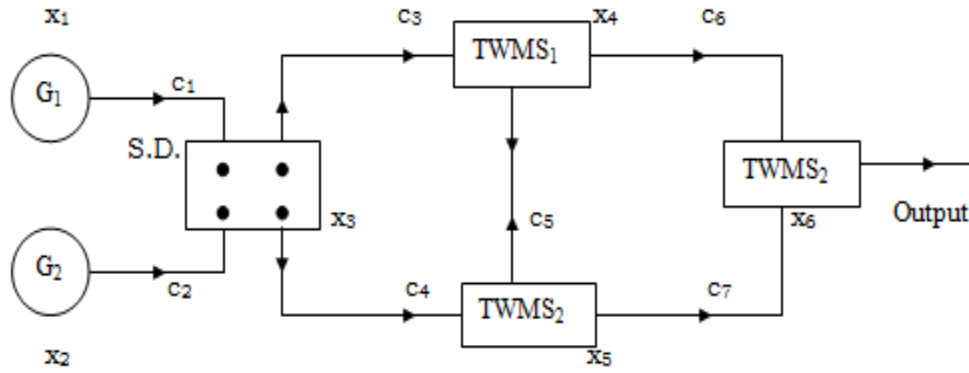 x₁
c₃
x₄
c₆
G₁
c₁
TWMS₁
S.D.
TWMS₂
x₃
c₅
x₆
Output
G₂
c₂
c₄
TWMS₂
c₇
x₂
x₅